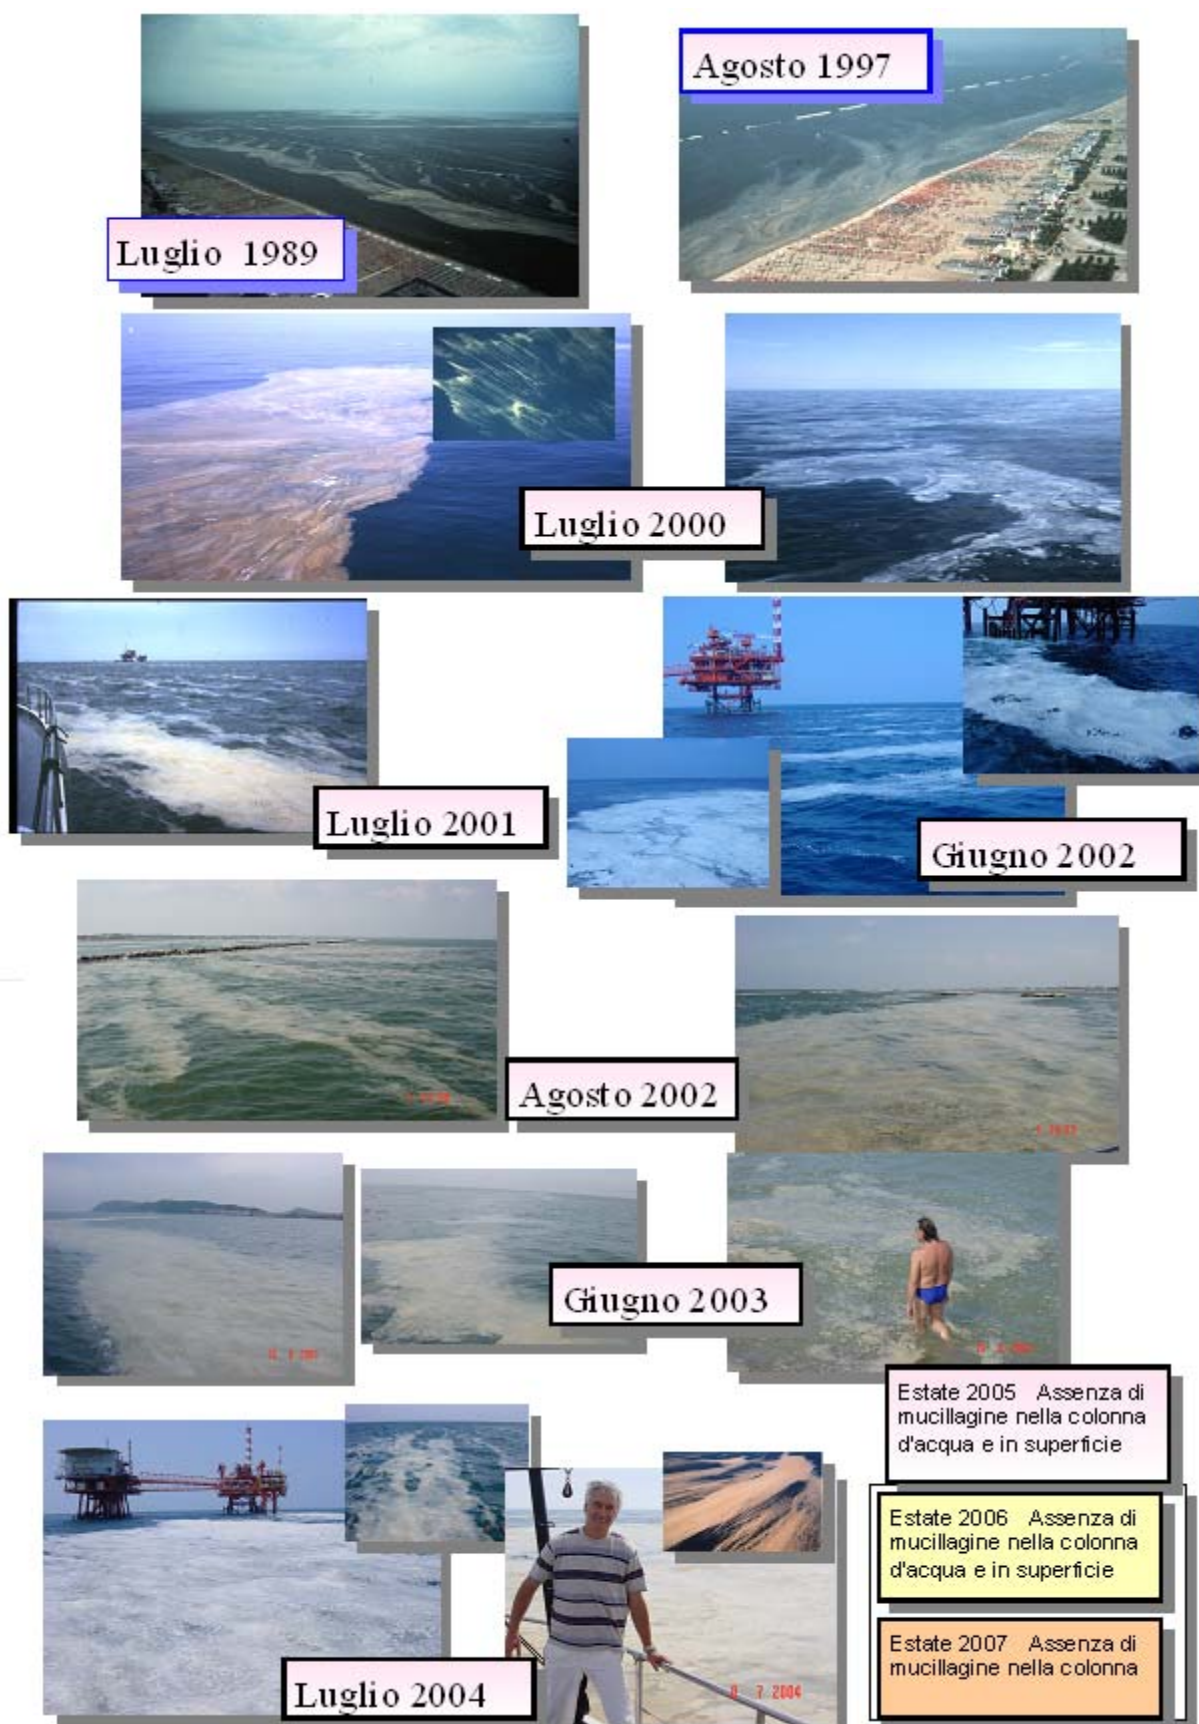 Agosto 1997
Luglio 1989
Luglio 2000
Luglio 2001
Giugno 2002
Agosto 2002
Giugno 2003
Estate 2005 Assenza di
mucillagine nella colonna
d'acqua e in superficie
Estate 2006 Assenza di
mucillagine nella colonna
d'acqua e in superficie
Estate 2007 Assenza di
mucillagine nella colonna
Luglio 2004
7 2004